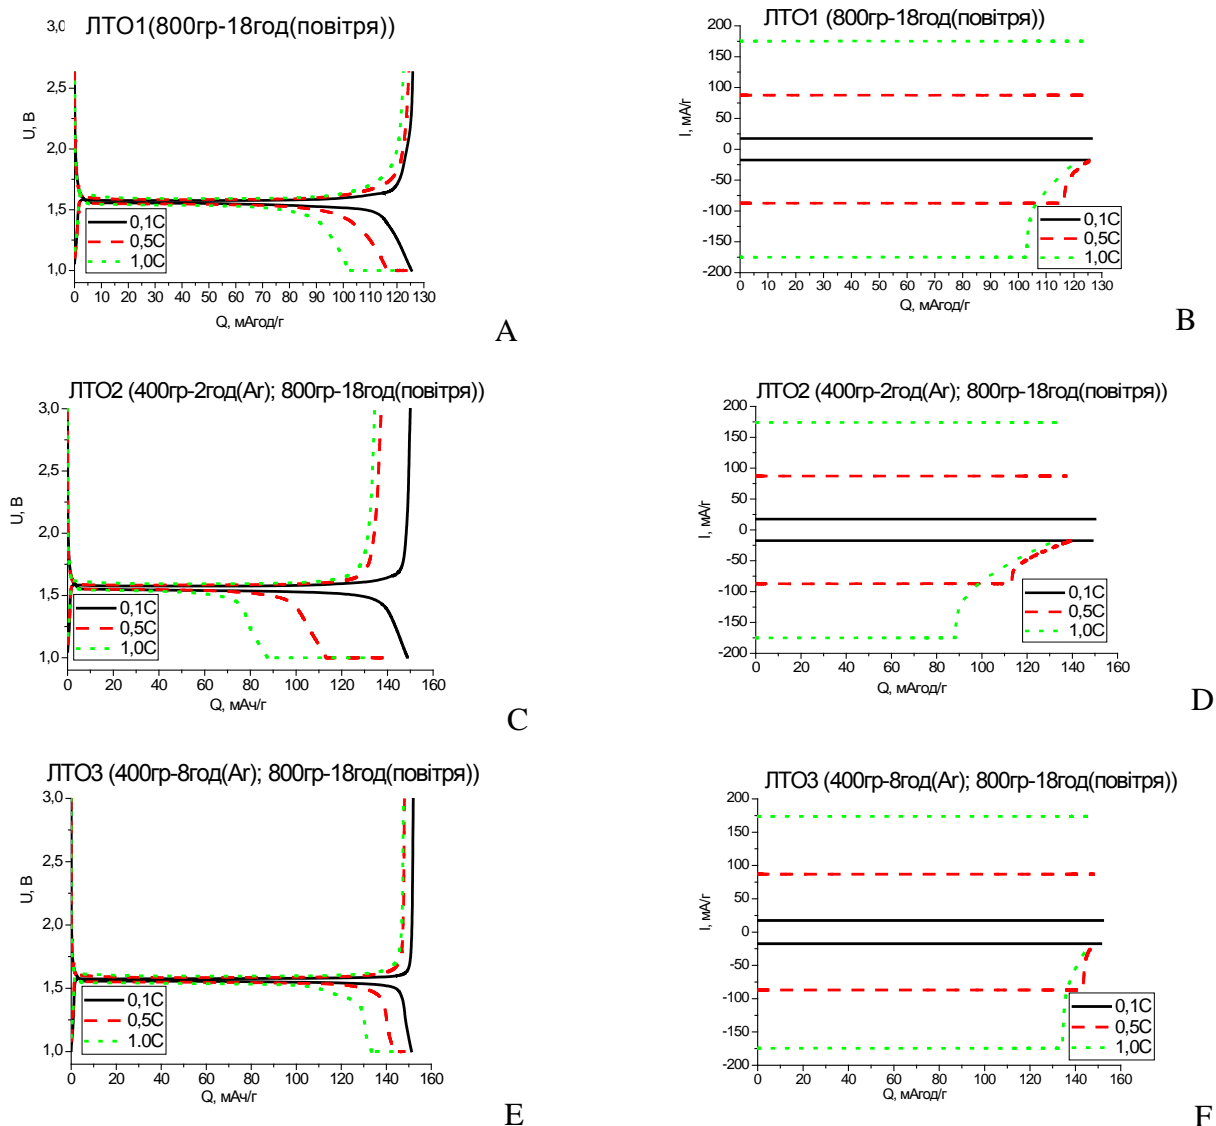 ЛТО1(800гр-18год(повітря))
3,0
2,5
2,0
1,5
1,0
U, В
0,1C
0,5C
1,0C
0 10 20 30 40 50 60 70 80 90 100 110 120 130
Q, мАгод/г
A
ЛТО1 (800гр-18год(повітря))
200
150
100
50
0
-50
-100
-150
-200
I, мА/г
0,1C
0,5C
1,0C
0 10 20 30 40 50 60 70 80 90 100 110 120 130
Q, мАгод/г
B
ЛТО2 (400гр-2год(Ar); 800гр-18год(повітря))
3,0
2,5
2,0
1,5
1,0
U, В
0,1C
0,5C
1,0C
0 20 40 60 80 100 120 140 160
Q, мАч/г
C
ЛТО2 (400гр-2год(Ar); 800гр-18год(повітря))
200
150
100
50
0
-50
-100
-150
-200
I, мА/г
0,1C
0,5C
1,0C
0 20 40 60 80 100 120 140 160
Q, мАгод/г
D
ЛТО3 (400гр-8год(Ar); 800гр-18год(повітря))
3,0
2,5
2,0
1,5
1,0
U, В
0,1C
0,5C
1.0C
0 20 40 60 80 100 120 140 160
Q, мАч/г
E
ЛТО3 (400гр-8год(Ar); 800гр-18год(повітря))
200
150
100
50
0
-50
-100
-150
-200
I, мА/г
0,1C
0,5C
1,0C
0 20 40 60 80 100 120 140 160
Q, мАгод/г
F